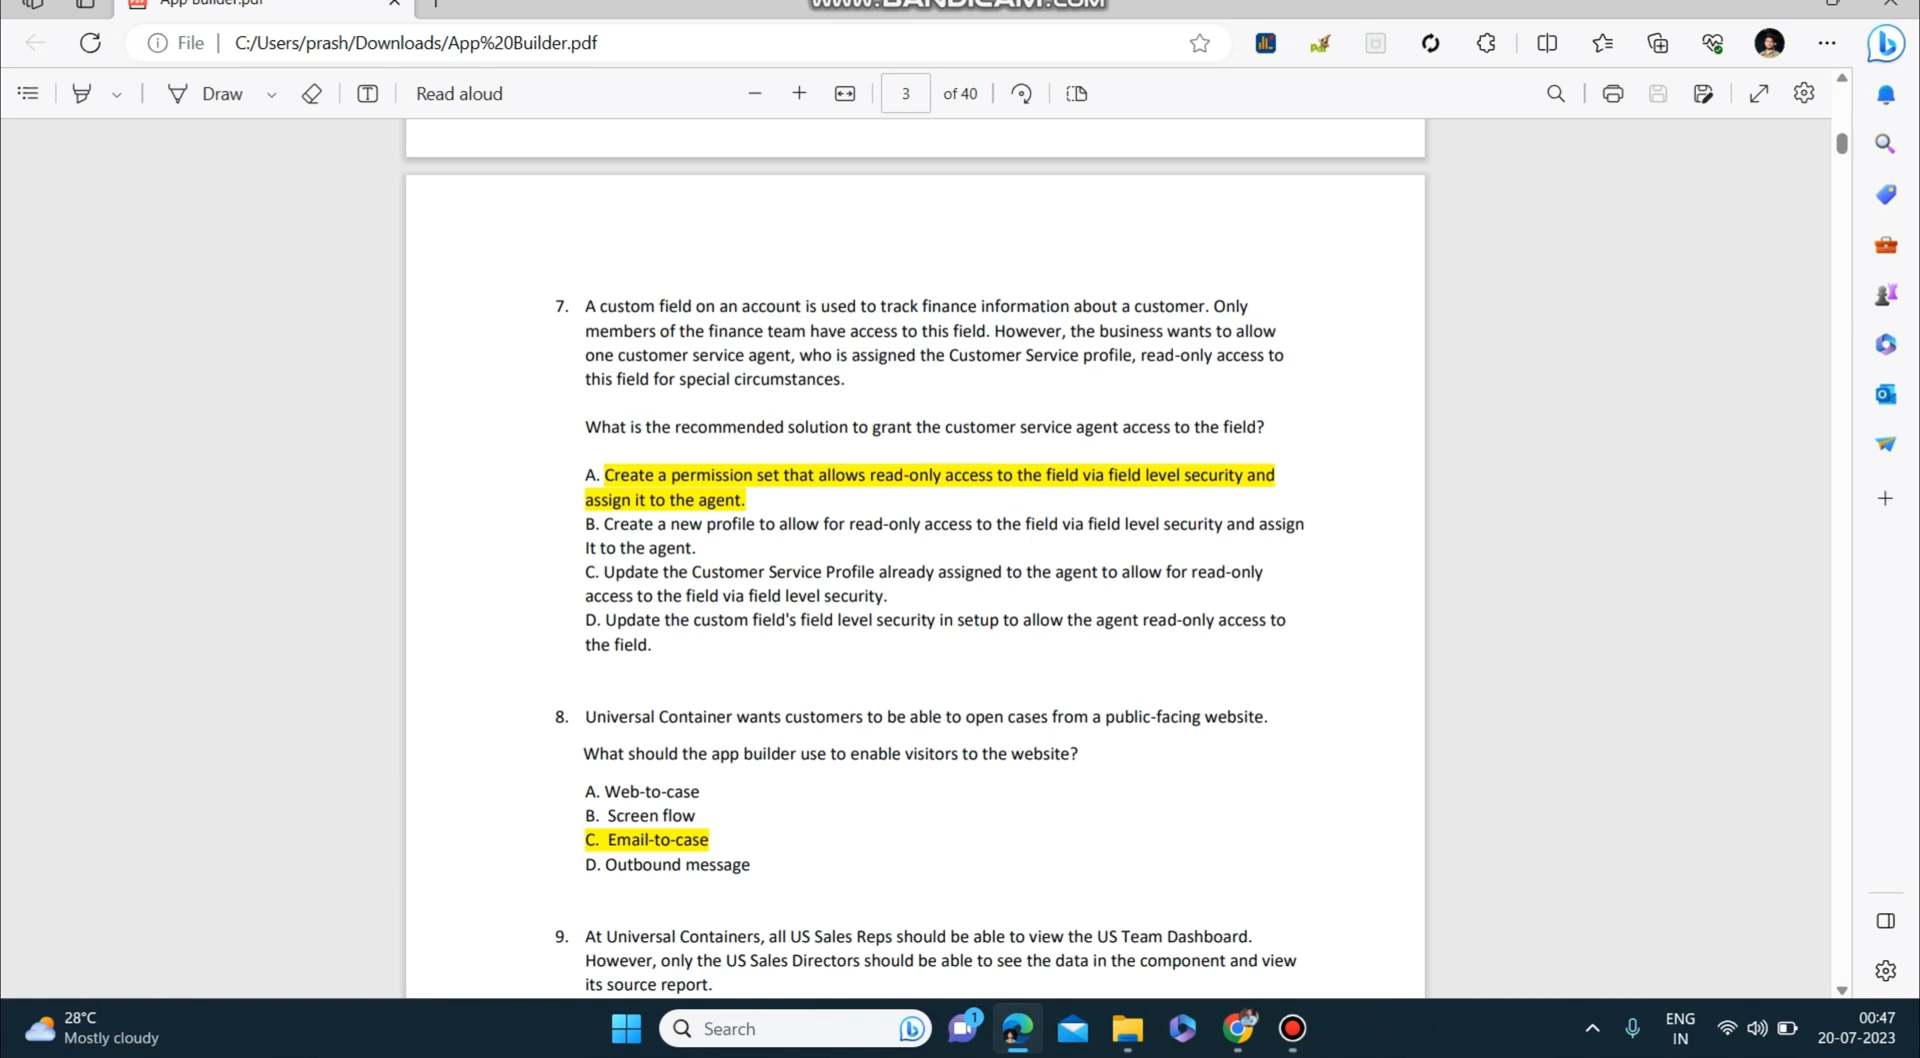 App Builder.pdf
WWW.BANDICAM.COM
File
C:/Users/prash/Downloads/App%20Builder.pdf
Draw
Read aloud
3
of 40
7. A custom field on an account is used to track finance information about a customer. Only
members of the finance team have access to this field. However, the business wants to allow
one customer service agent, who is assigned the Customer Service profile, read-only access to
this field for special circumstances.
What is the recommended solution to grant the customer service agent access to the field?
A. Create a permission set that allows read-only access to the field via field level security and
assign it to the agent.
B. Create a new profile to allow for read-only access to the field via field level security and assign
It to the agent.
C. Update the Customer Service Profile already assigned to the agent to allow for read-only
access to the field via field level security.
D. Update the custom field's field level security in setup to allow the agent read-only access to
the field.
8. Universal Container wants customers to be able to open cases from a public-facing website.
What should the app builder use to enable visitors to the website?
A. Web-to-case
B. Screen flow
C. Email-to-case
D. Outbound message
9. At Universal Containers, all US Sales Reps should be able to view the US Team Dashboard.
However, only the US Sales Directors should be able to see the data in the component and view
its source report.
28°C
Mostly cloudy
Search
1
ENG
IN
00:47
20-07-2023